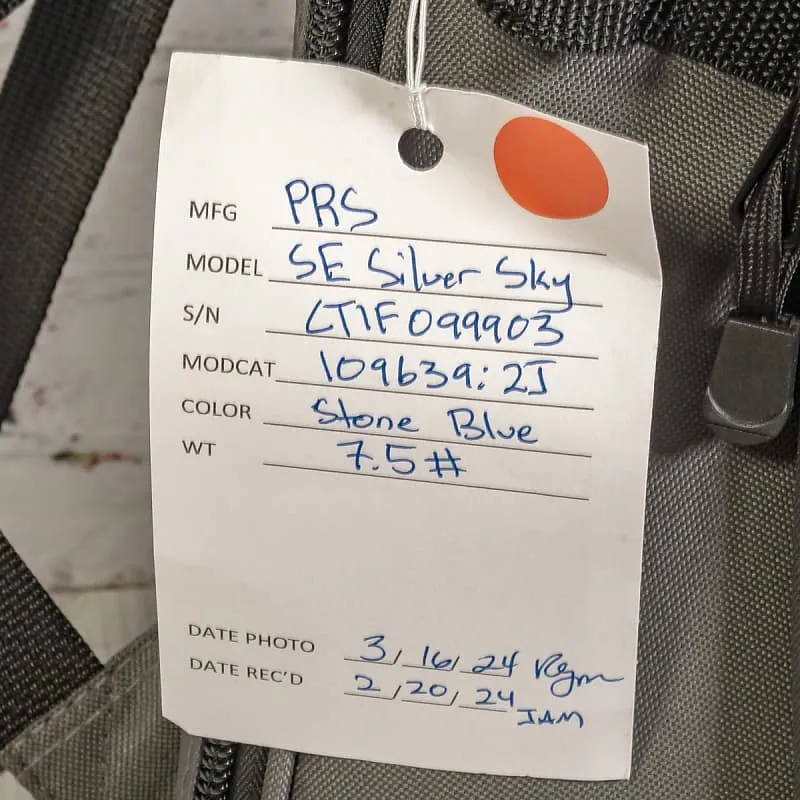 MFG PRS
MODEL SE Silver Sky
S/N CTIF099903
MODCAT 109639:2J
COLOR Stone Blue
WT 7.5#
DATE PHOTO 3/16/24
DATE REC'D 2/20/24 JAM